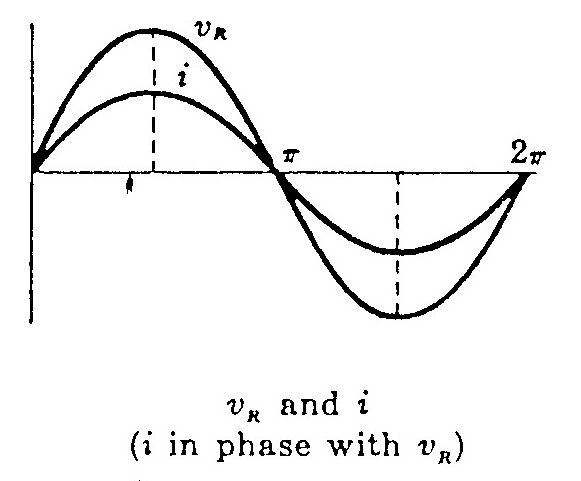 v_R
i
π
2π
v_R and i
(i in phase with v_R)